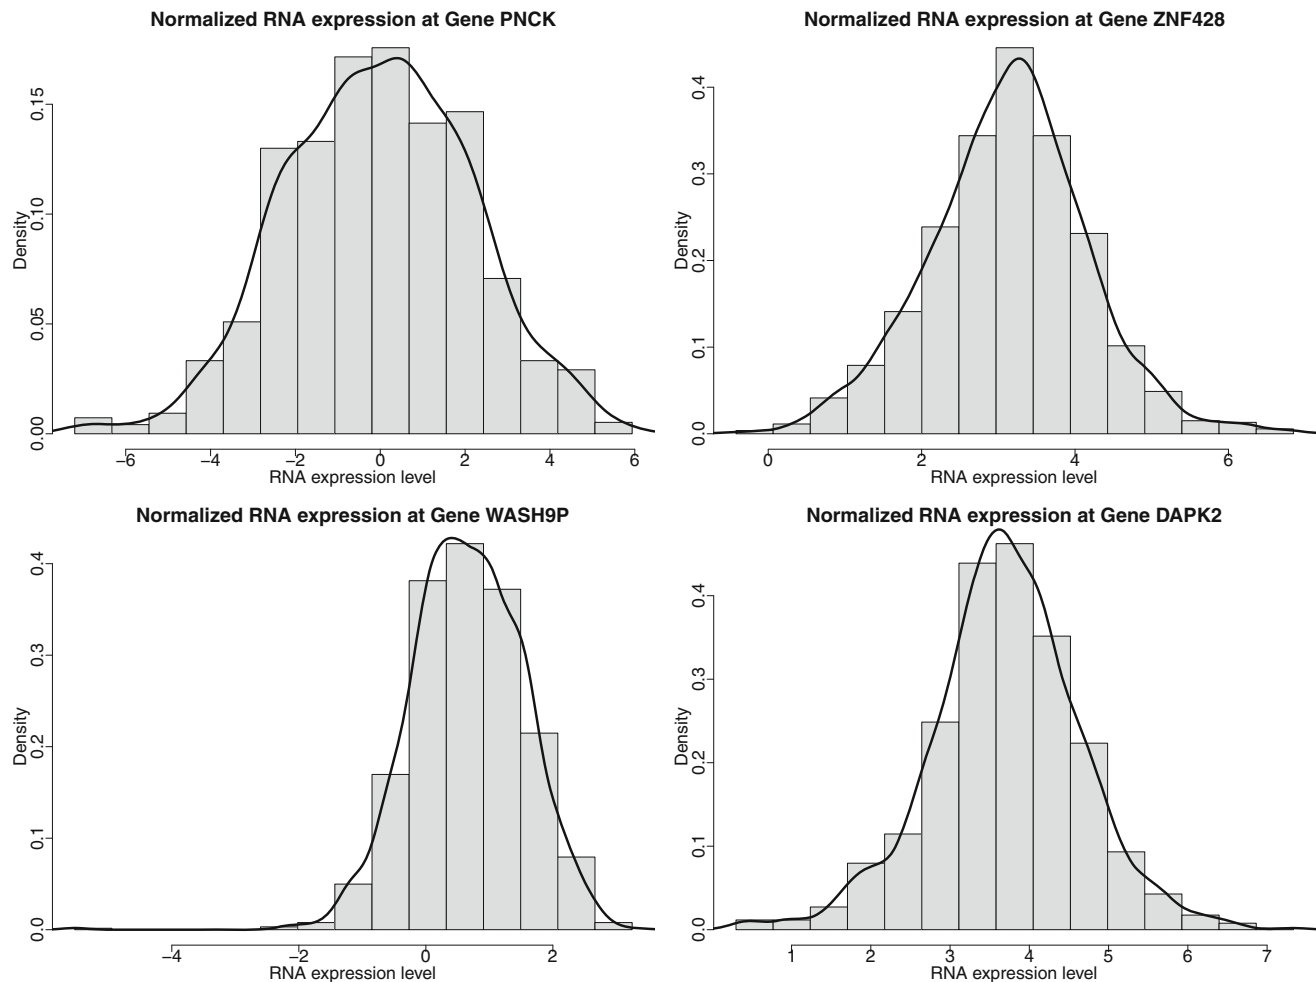 Normalized RNA expression at Gene PNCK
Density
0.00 0.05 0.10 0.15
−6 −4 −2 0 2 4 6
RNA expression level
Normalized RNA expression at Gene ZNF428
Density
0.0 0.1 0.2 0.3 0.4
0 2 4 6
RNA expression level
Normalized RNA expression at Gene WASH9P
Density
0.0 0.1 0.2 0.3 0.4
−4 −2 0 2
RNA expression level
Normalized RNA expression at Gene DAPK2
Density
0.0 0.1 0.2 0.3 0.4
1 2 3 4 5 6 7
RNA expression level